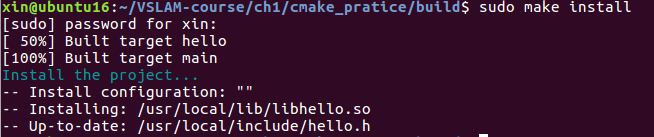 xin@ubuntu16:~/VSLAM-course/ch1/cmake_pratice/build$ sudo make install
[sudo] password for xin:
[ 50%] Built target hello
[100%] Built target main
Install the project...
-- Install configuration: ""
-- Installing: /usr/local/lib/libhello.so
-- Up-to-date: /usr/local/include/hello.h